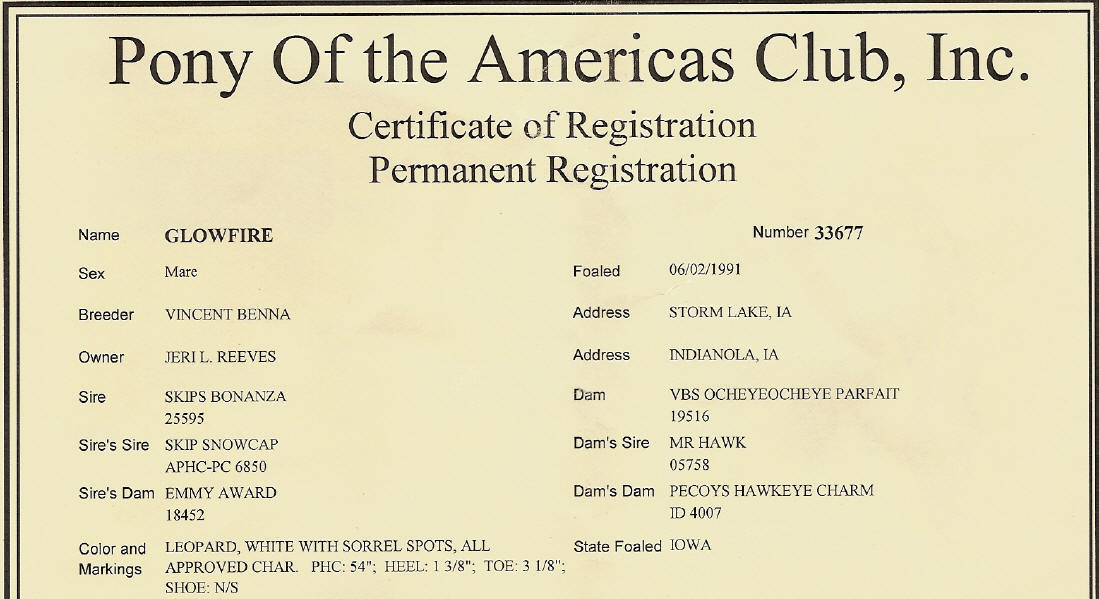 Pony Of the Americas Club, Inc.
Certificate of Registration
Permanent Registration
Name GLOWFIRE Number 33677
Sex Mare Foaled 06/02/1991
Breeder VINCENT BENNA Address STORM LAKE, IA
Owner JERI L. REEVES Address INDIANOLA, IA
Sire SKIPS BONANZA Dam VBS OCHEYEOCHEYE PARFAIT
25595 19516
Sire's Sire SKIP SNOWCAP Dam's Sire MR HAWK
APHC-PC 6850 05758
Sire's Dam EMMY AWARD Dam's Dam PECOYS HAWKEYE CHARM
18452 ID 4007
Color and LEOPARD, WHITE WITH SORREL SPOTS, ALL State Foaled IOWA
Markings APPROVED CHAR. PHC: 54"; HEEL: 1 3/8"; TOE: 3 1/8";
SHOE: N/S